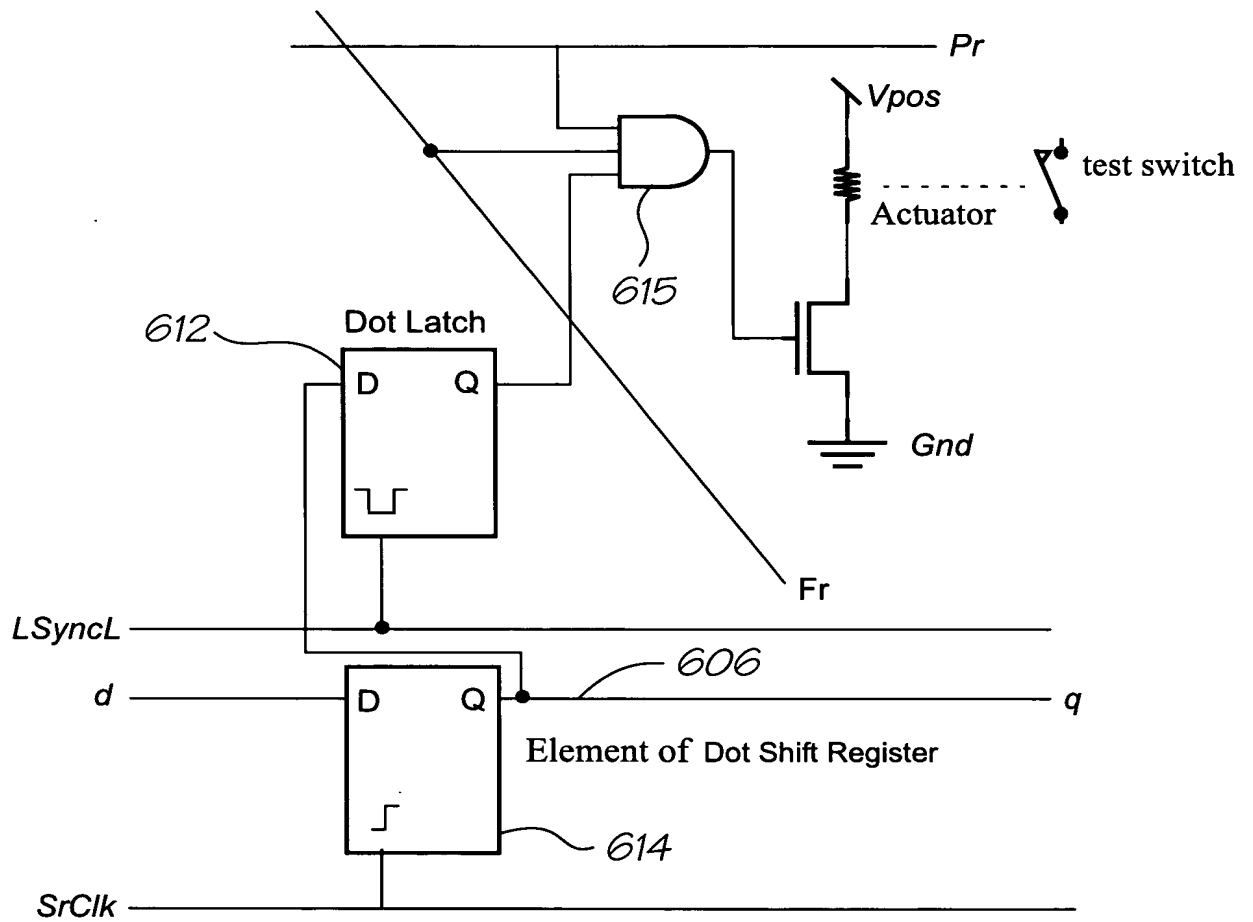 Pr
Vpos
test switch
Actuator
615
612
Dot Latch
D Q
Gnd
Fr
LSyncL
606
d
D Q
q
Element of Dot Shift Register
614
SrClk